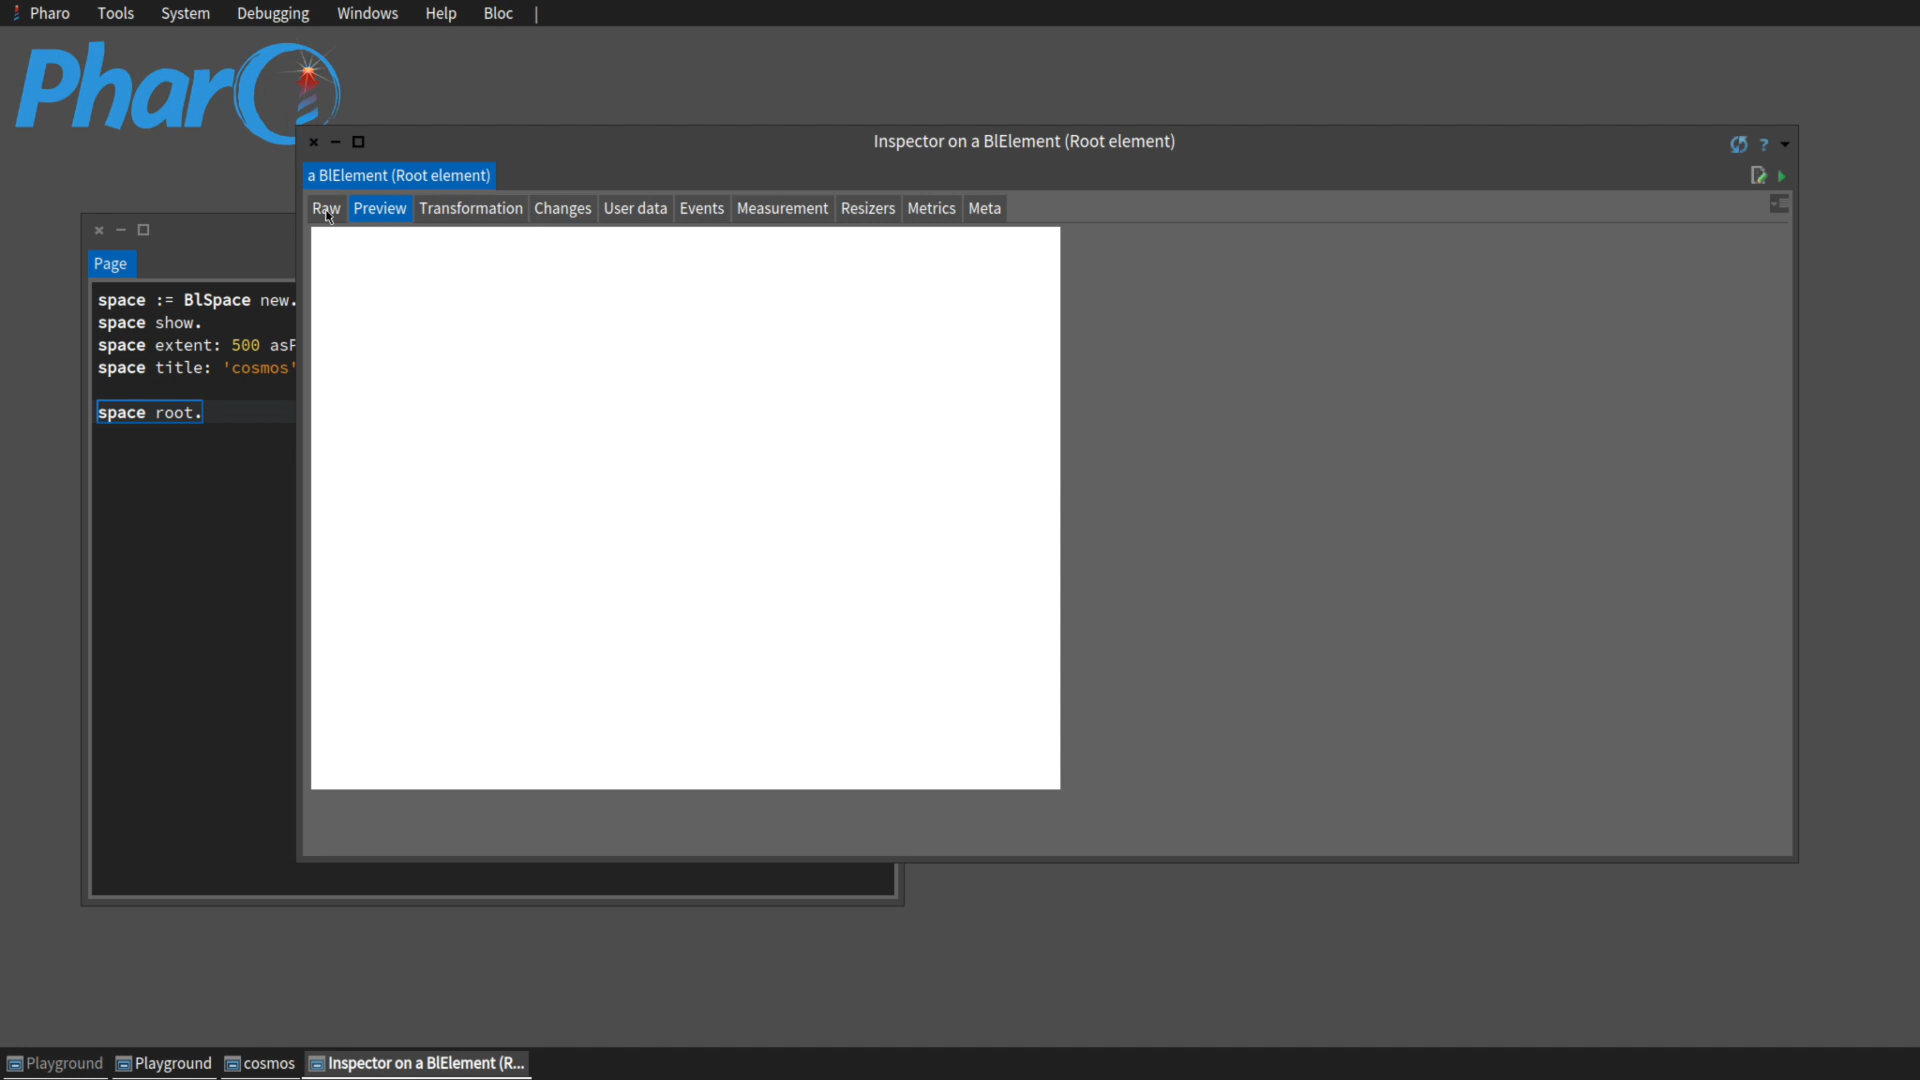 Pharo Tools System Debugging Windows Help Bloc
Pharo
Inspector on a BlElement (Root element)
?
a BlElement (Root element)
Raw Preview Transformation Changes User data Events Measurement Resizers Metrics Meta
Page
space := BlSpace new.
space show.
space extent: 500
space title: 'cosmos'
space root.
Playground Playground cosmos Inspector on a BlElement (R...